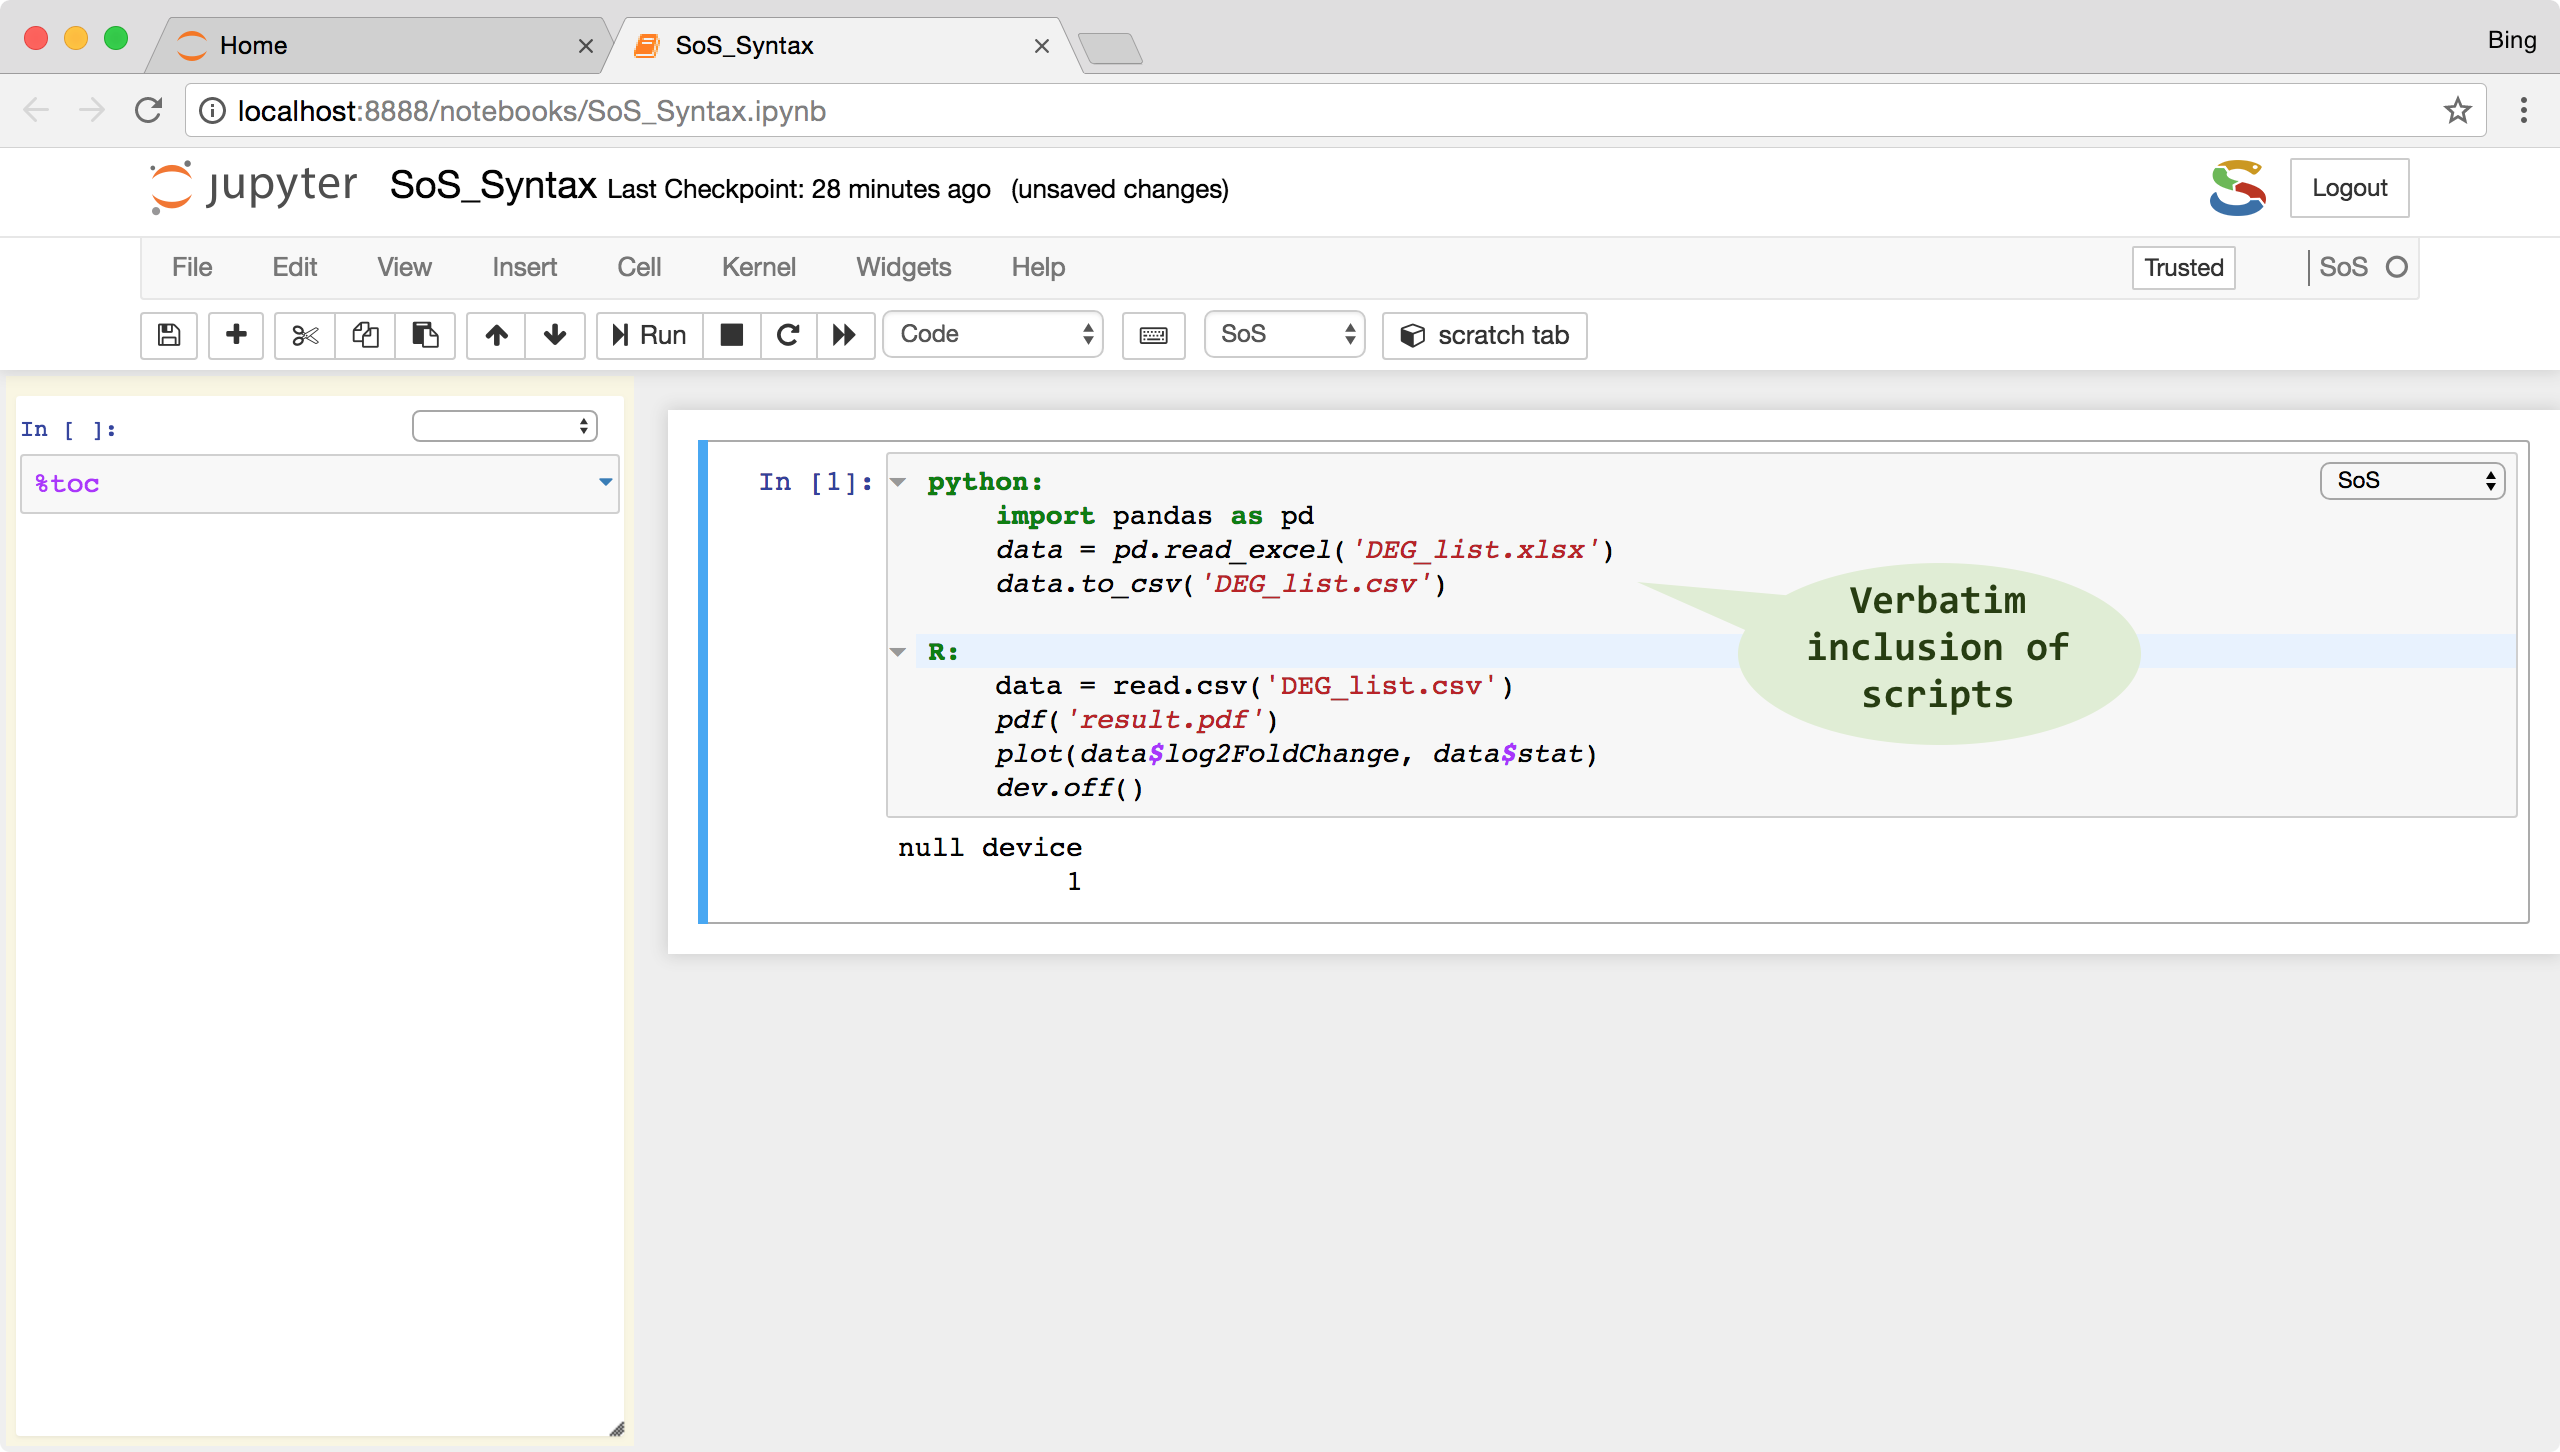 Home
SoS_Syntax
Bing
localhost:8888/notebooks/SoS_Syntax.ipynb
jupyter SoS_Syntax Last Checkpoint: 28 minutes ago (unsaved changes)
Logout
File Edit View Insert Cell Kernel Widgets Help
Trusted
SoS
Run
Code
SoS
scratch tab
In [ ]:
%toc
In [1]:
SoS
python:
    import pandas as pd
    data = pd.read_excel('DEG_list.xlsx')
    data.to_csv('DEG_list.csv')
R:
    data = read.csv('DEG_list.csv')
    pdf('result.pdf')
    plot(data$log2FoldChange, data$stat)
    dev.off()
Verbatim
inclusion of
scripts
null device
          1